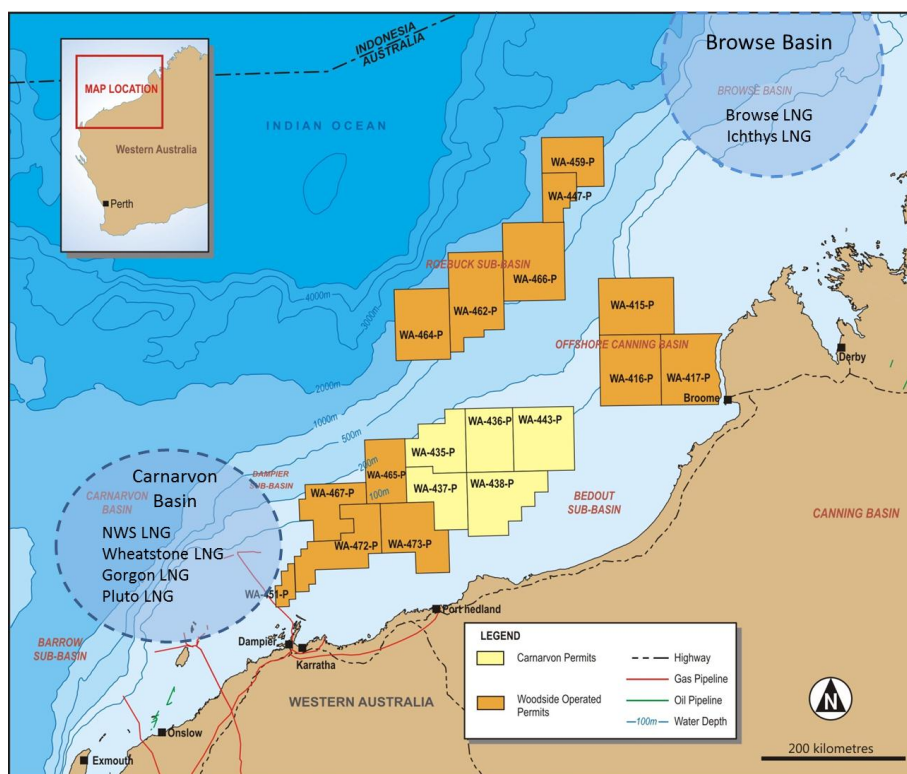 INDONESIA
AUSTRALIA
MAP LOCATION
Western Australia
Perth
INDIAN OCEAN
Browse Basin
BROWSE BASIN
Browse LNG
Ichthys LNG
WA-459-P
WA-447-P
ROEBUCK SUB-BASIN
WA-466-P
WA-462-P
WA-464-P
4000m
3000m
2000m
1000m
500m
200m
100m
WA-415-P
OFFSHORE CANNING BASIN
WA-416-P
WA-417-P
Derby
Broome
WA-436-P
WA-443-P
WA-435-P
WA-437-P
WA-438-P
WA-465-P
WA-467-P
WA-472-P
WA-473-P
WA-451-P
DAMPIER
SUB-BASIN
BEDOUT
SUB-BASIN
CANNING BASIN
Carnarvon
Basin
CARNARVON
BASIN
NWS LNG
Wheatstone LNG
Gorgon LNG
Pluto LNG
BARROW
SUB-BASIN
Dampier
Karratha
Port hedland
Onslow
Exmouth
WESTERN AUSTRALIA
LEGEND
Carnarvon Permits
Woodside Operated
Permits
Highway
Gas Pipeline
Oil Pipeline
100m Water Depth
N
200 kilometres